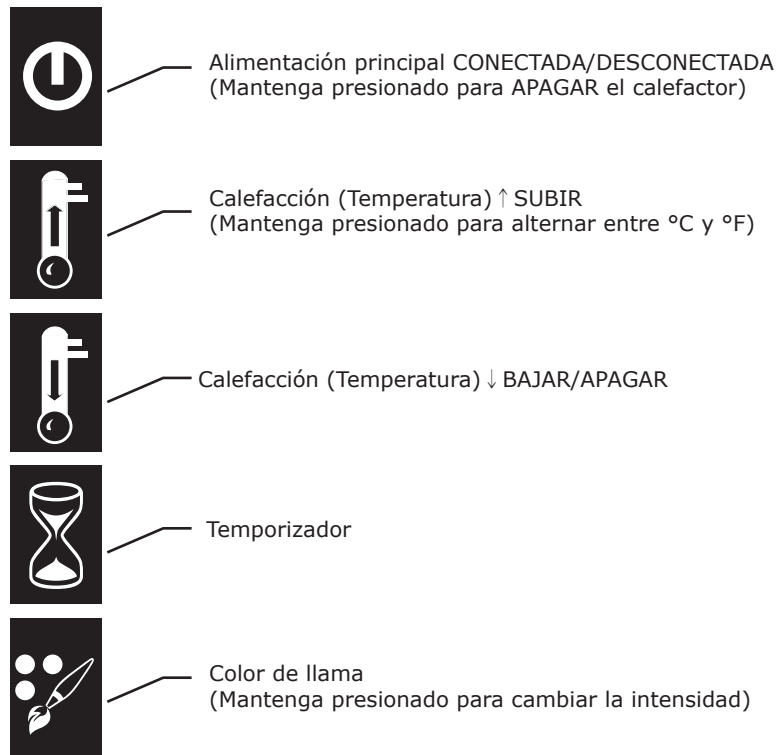 Alimentación principal CONECTADA/DESCONECTADA
(Mantenga presionado para APAGAR el calefactor)
Calefacción (Temperatura) ↑ SUBIR
(Mantenga presionado para alternar entre °C y °F)
Calefacción (Temperatura) ↓ BAJAR/APAGAR
Temporizador
Color de llama
(Mantenga presionado para cambiar la intensidad)